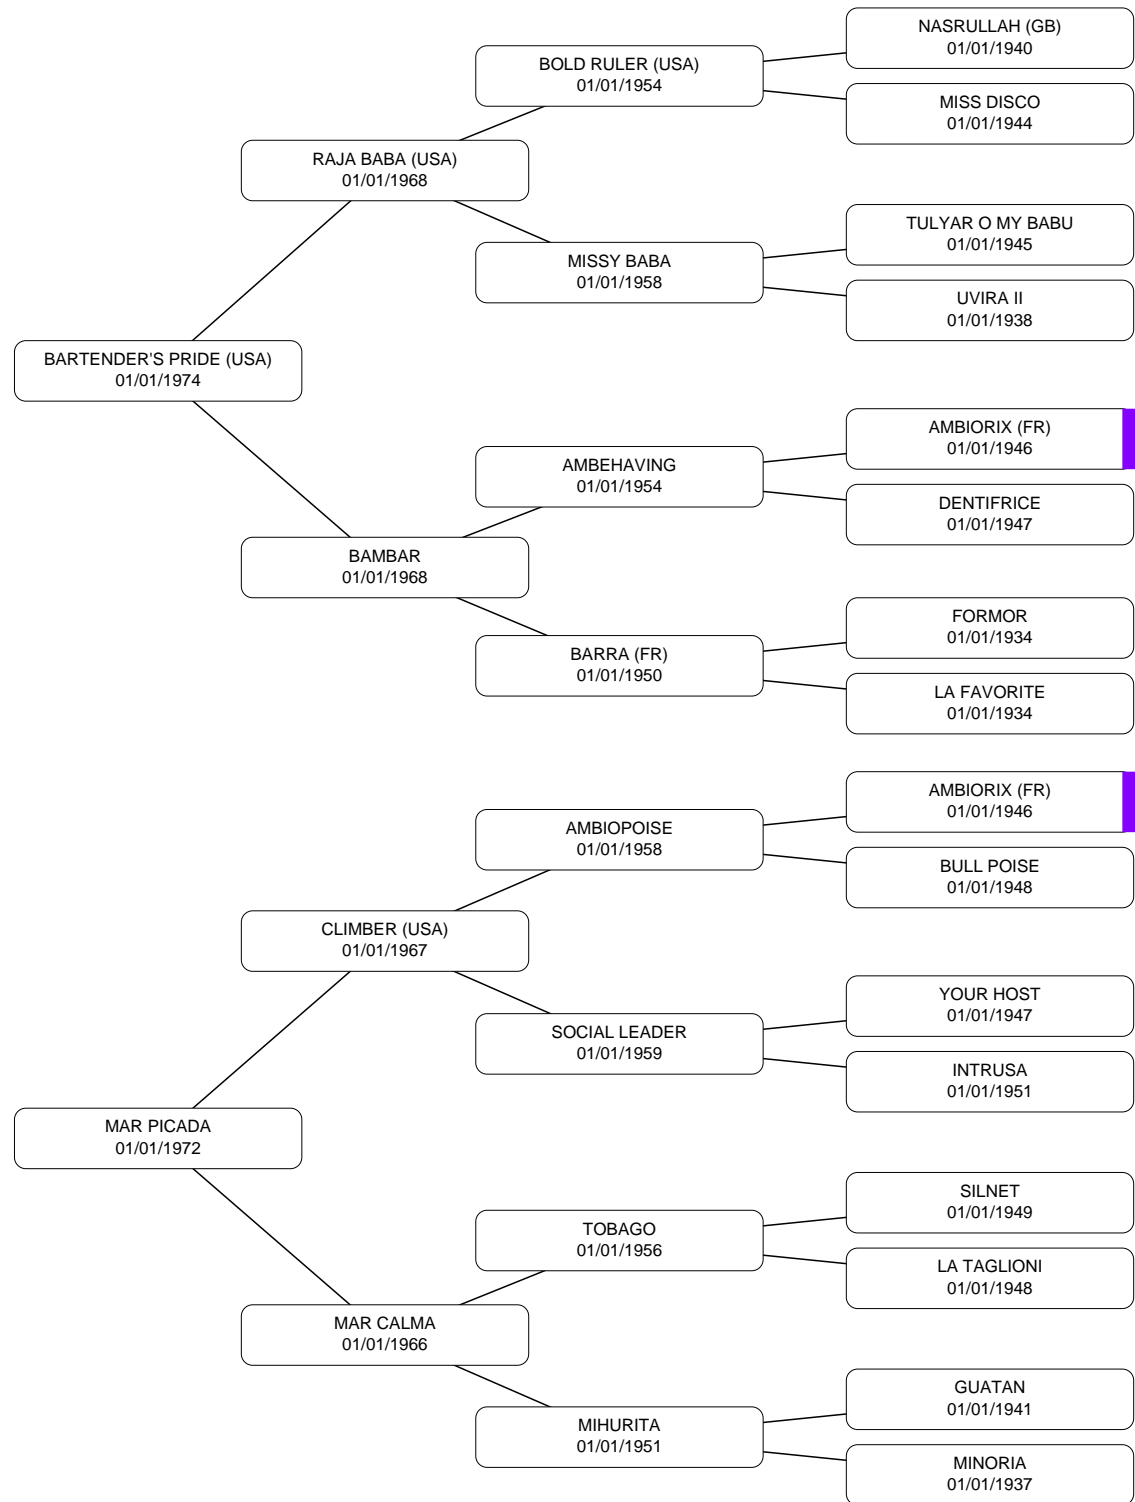 NASRULLAH (GB)
01/01/1940
BOLD RULER (USA)
01/01/1954
MISS DISCO
01/01/1944
RAJA BABA (USA)
01/01/1968
TULYAR O MY BABU
01/01/1945
MISSY BABA
01/01/1958
UVIRA II
01/01/1938
BARTENDER'S PRIDE (USA)
01/01/1974
AMBIORIX (FR)
01/01/1946
AMBEHAVING
01/01/1954
DENTIFRICE
01/01/1947
BAMBAR
01/01/1968
FORMOR
01/01/1934
BARRA (FR)
01/01/1950
LA FAVORITE
01/01/1934
AMBIORIX (FR)
01/01/1946
AMBIOPOISE
01/01/1958
BULL POISE
01/01/1948
CLIMBER (USA)
01/01/1967
YOUR HOST
01/01/1947
SOCIAL LEADER
01/01/1959
INTRUSA
01/01/1951
MAR PICADA
01/01/1972
SILNET
01/01/1949
TOBAGO
01/01/1956
LA TAGLIONI
01/01/1948
MAR CALMA
01/01/1966
GUATAN
01/01/1941
MIHURITA
01/01/1951
MINORIA
01/01/1937